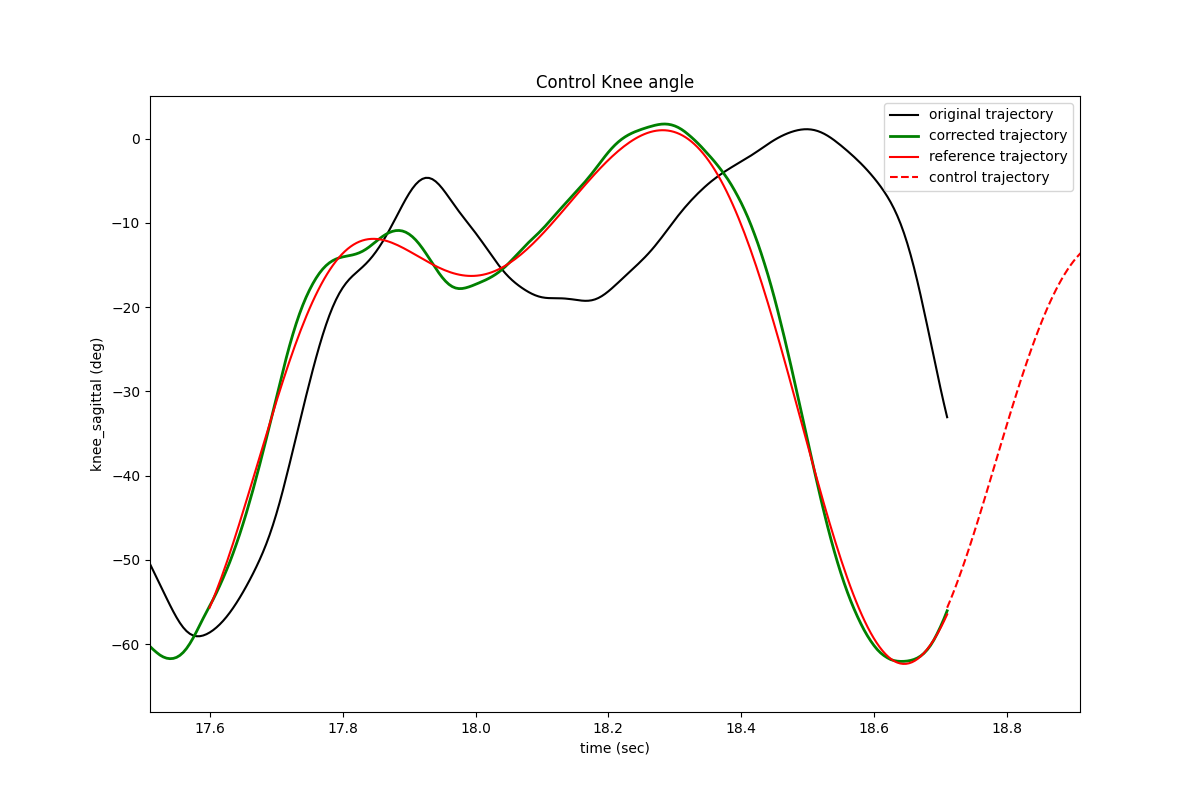 Control Knee angle
original trajectory
corrected trajectory
reference trajectory
control trajectory
0
−10
−20
−30
−40
−50
−60
knee_sagittal (deg)
17.6 17.8 18.0 18.2 18.4 18.6 18.8
time (sec)